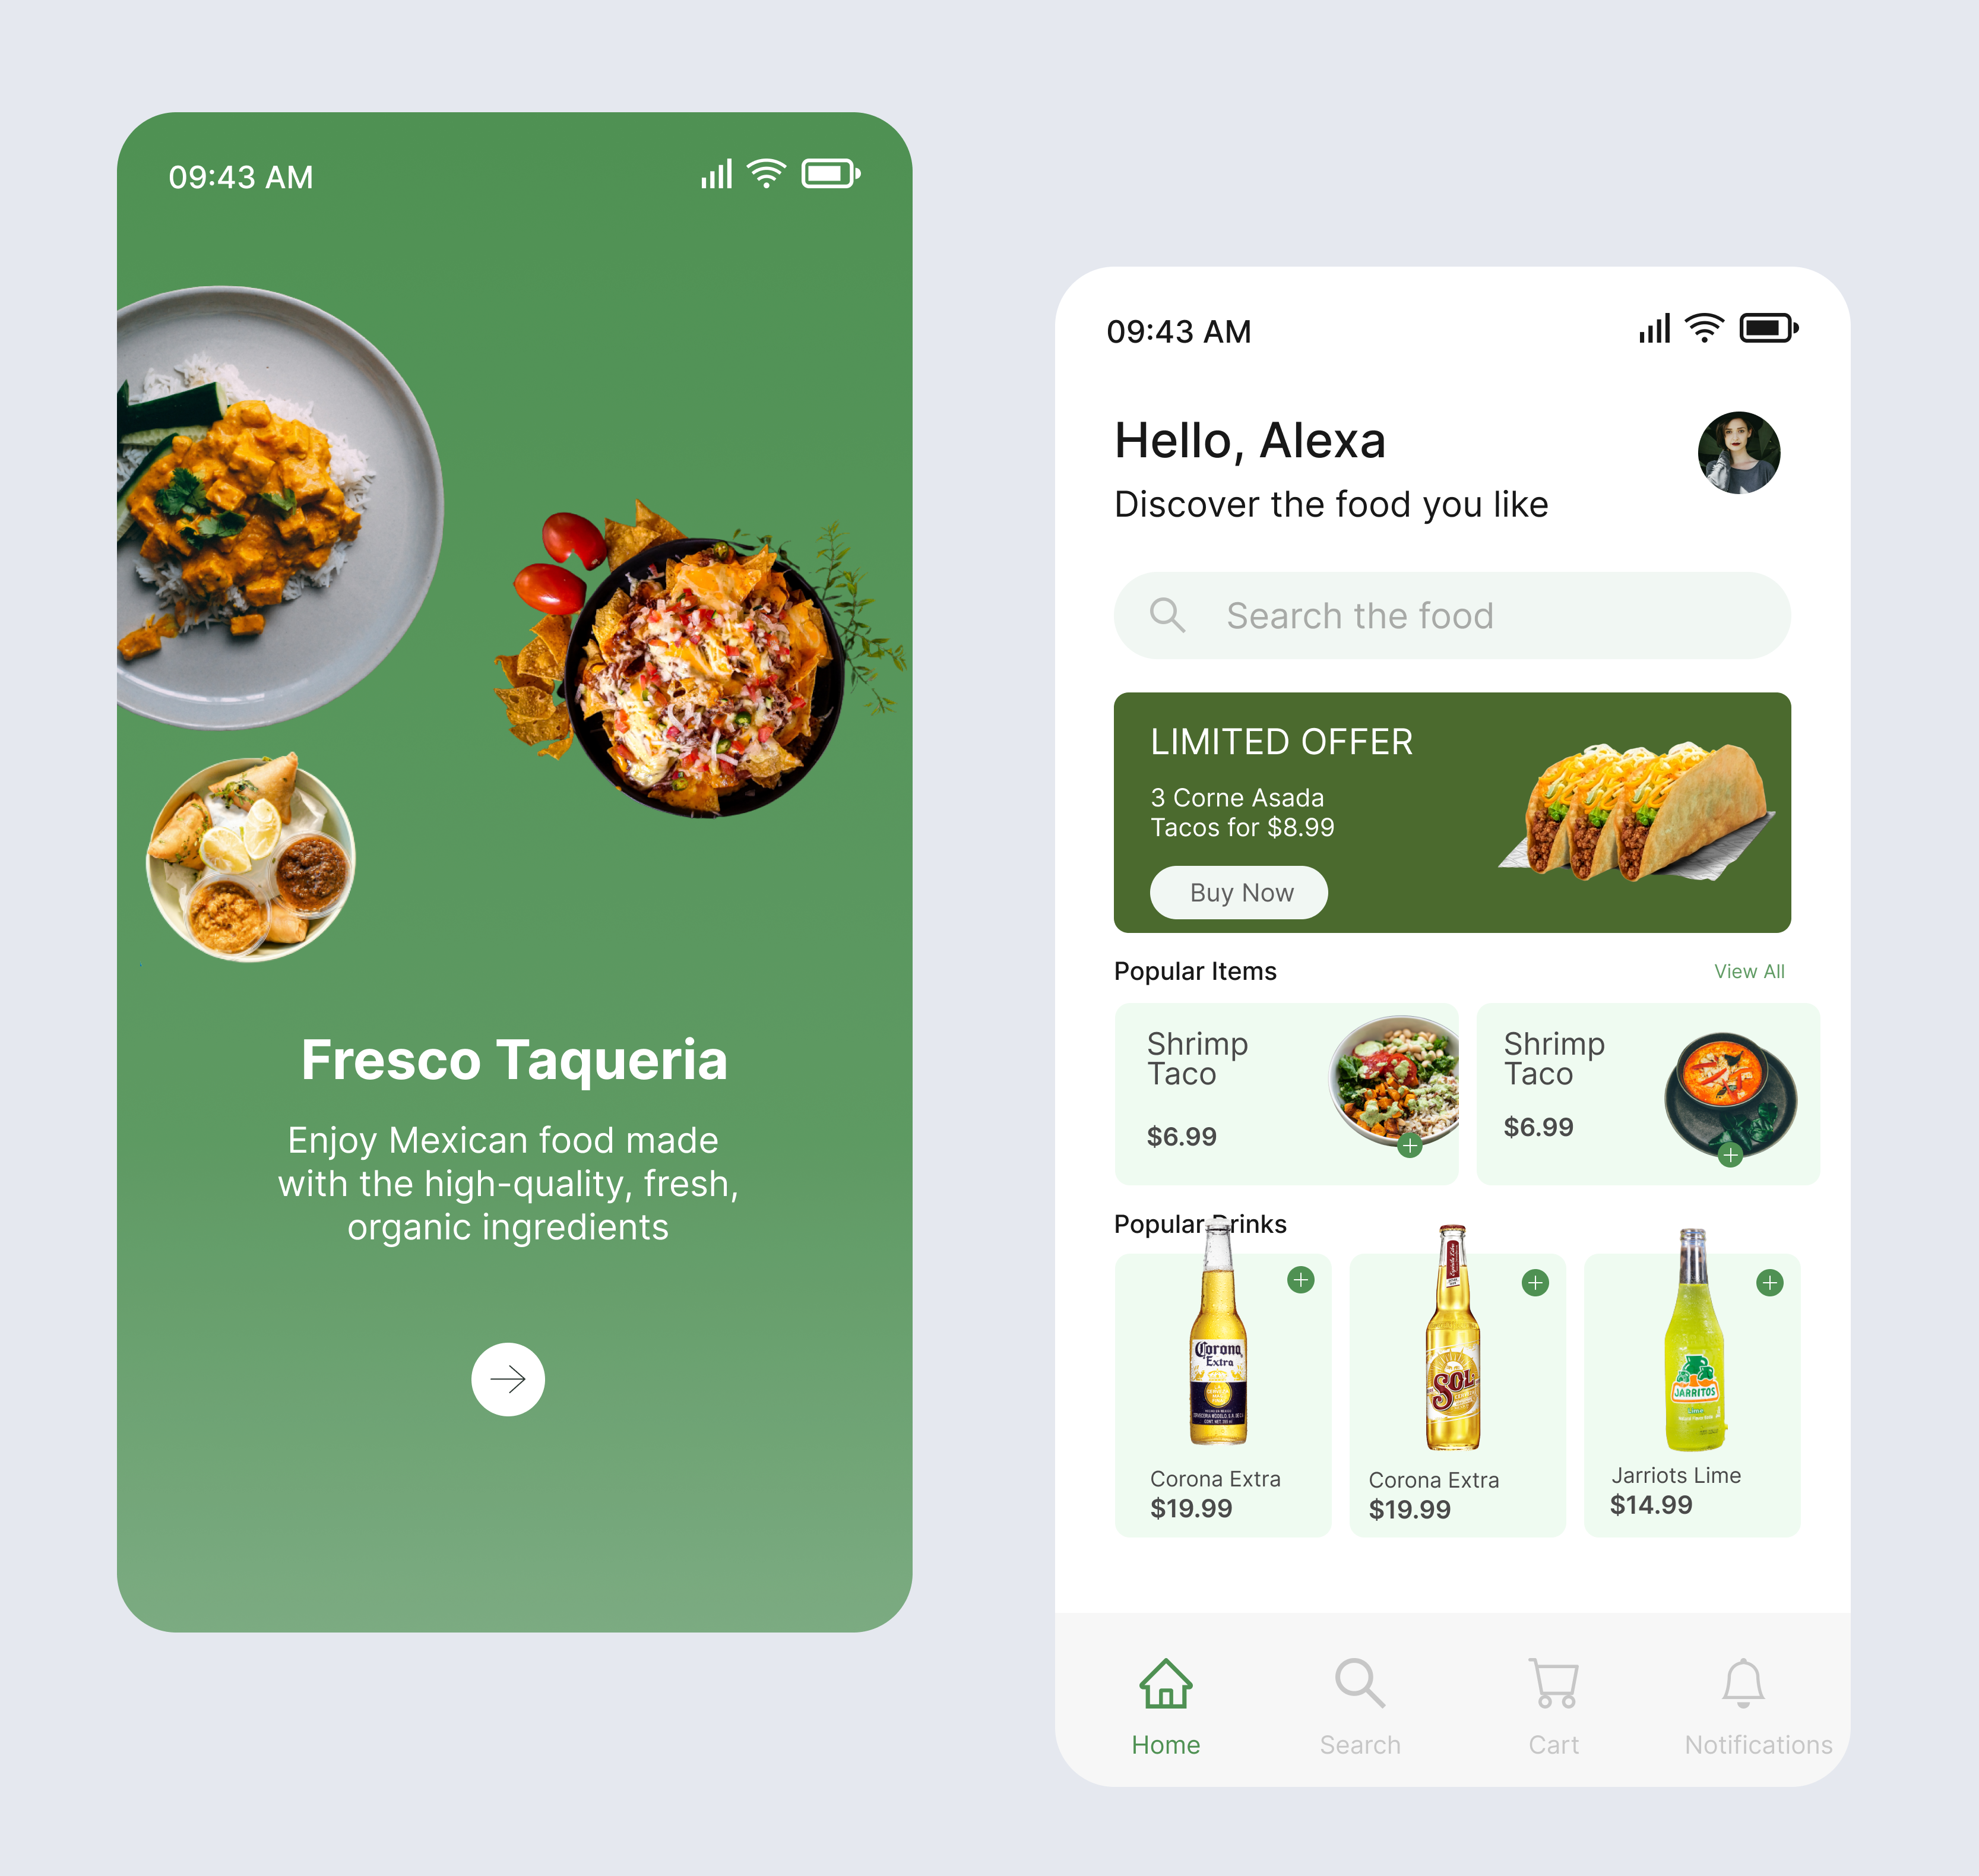 09:43 AM
Fresco Taqueria
Enjoy Mexican food made
with the high-quality, fresh,
organic ingredients
09:43 AM
Hello, Alexa
Discover the food you like
Search the food
LIMITED OFFER
3 Corne Asada
Tacos for $8.99
Buy Now
Popular Items
View All
Shrimp
Taco
$6.99
Shrimp
Taco
$6.99
Popular Drinks
Corona
Extra
SOL
JARRITOS
Corona Extra
$19.99
Corona Extra
$19.99
Jarriots Lime
$14.99
Home
Search
Cart
Notifications